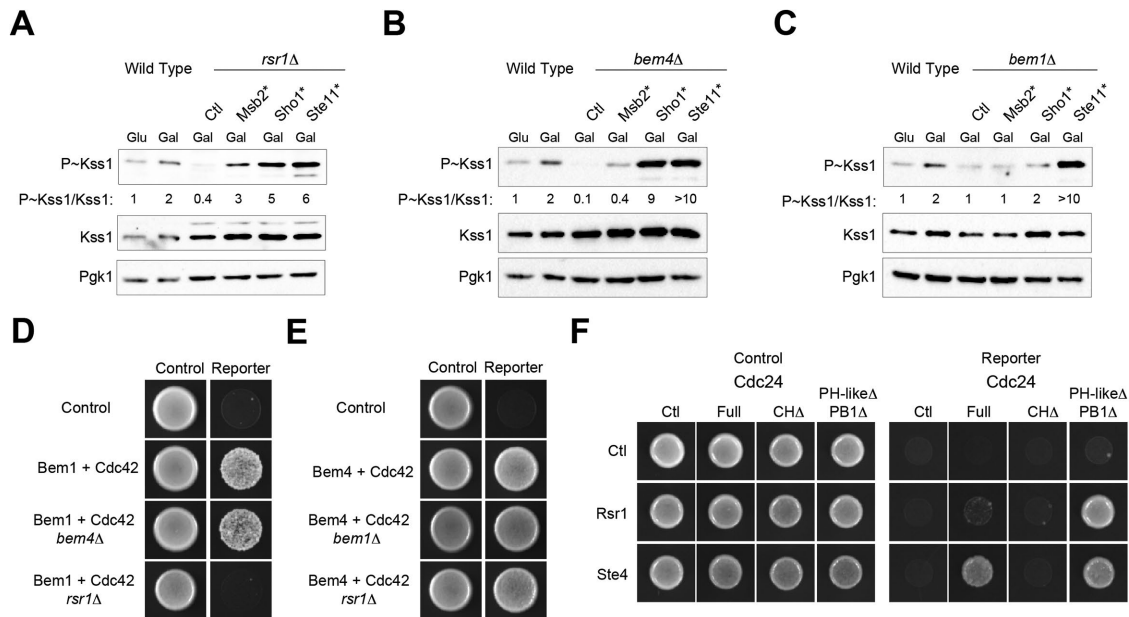 A
rsr1Δ
Wild Type
Ctl
Msb2*
Sho1*
Ste11*
Glu Gal Gal Gal Gal Gal
P~Kss1
P~Kss1/Kss1: 1 2 0.4 3 5 6
Kss1
Pgk1
B
bem4Δ
Wild Type
Ctl
Msb2*
Sho1*
Ste11*
Glu Gal Gal Gal Gal Gal
P~Kss1
P~Kss1/Kss1: 1 2 0.1 0.4 9 >10
Kss1
Pgk1
C
bem1Δ
Wild Type
Ctl
Msb2*
Sho1*
Ste11*
Glu Gal Gal Gal Gal Gal
P~Kss1
P~Kss1/Kss1: 1 2 1 1 2 >10
Kss1
Pgk1
D
Control Reporter
Control
Bem1 + Cdc42
Bem1 + Cdc42
bem4Δ
Bem1 + Cdc42
rsr1Δ
E
Control Reporter
Control
Bem4 + Cdc42
Bem4 + Cdc42
bem1Δ
Bem4 + Cdc42
rsr1Δ
F
Control
Cdc24
Ctl Full CHΔ PH-likeΔ
PB1Δ
Reporter
Cdc24
Ctl Full CHΔ PH-likeΔ
PB1Δ
Ctl
Rsr1
Ste4